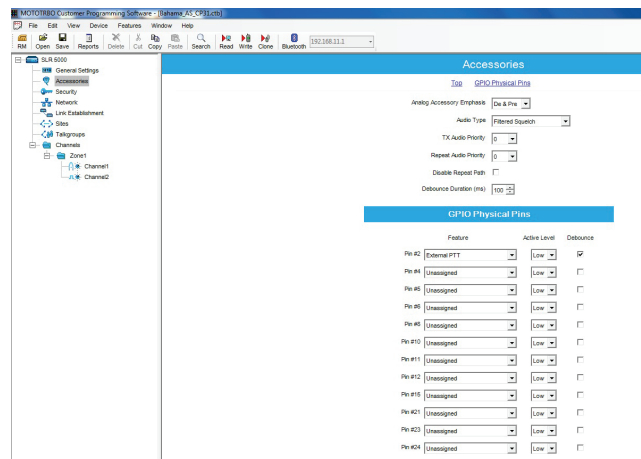 MOTOTRBO Customer Programming Software - [Bahama_AS_CP31.ctb]
File Edit View Device Features Window Help
RM Open Save Reports Delete Cut Copy Paste Search Read Write Clone Bluetooth 192.168.11.1
SLR 5000
General Settings
Accessories
Security
Network
Link Establishment
Sites
Talkgroups
Channels
Zone1
Channel1
Channel2
Accessories
Top GPIO Physical Pins
Analog Accessory Emphasis De & Pre
Audio Type Filtered Squelch
TX Audio Priority 0
Repeat Audio Priority 0
Disable Repeat Path
Debounce Duration (ms) 100
GPIO Physical Pins
Feature Active Level Debounce
Pin #2 External PTT Low
Pin #4 Unassigned Low
Pin #5 Unassigned Low
Pin #6 Unassigned Low
Pin #8 Unassigned Low
Pin #10 Unassigned Low
Pin #11 Unassigned Low
Pin #12 Unassigned Low
Pin #15 Unassigned Low
Pin #21 Unassigned Low
Pin #23 Unassigned Low
Pin #24 Unassigned Low